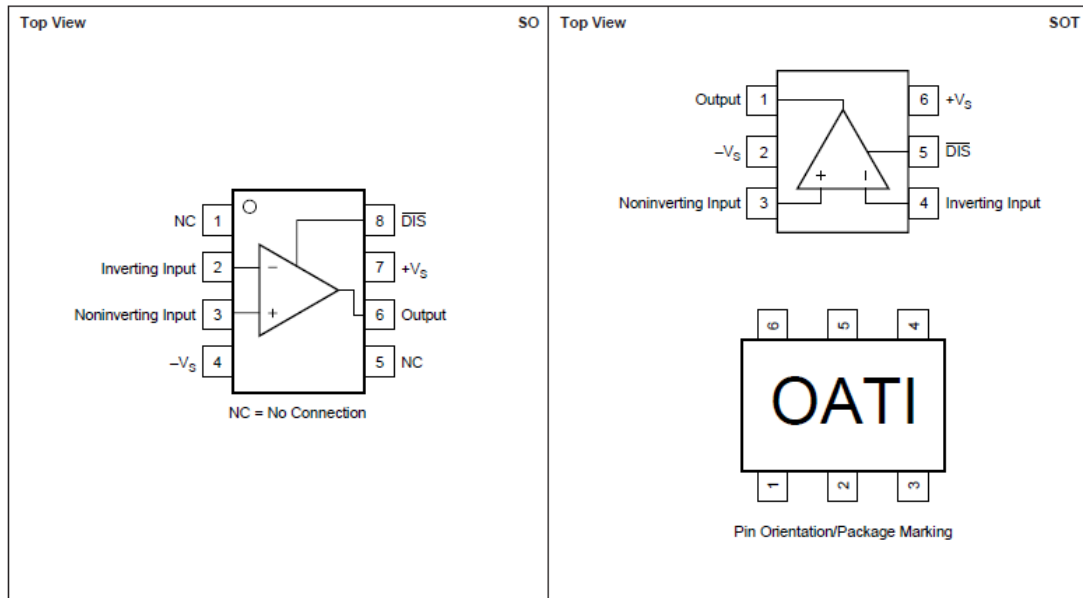 Top View SO
NC 1 8 D̅I̅S̅
Inverting Input 2 − 7 +VS
Noninverting Input 3 + 6 Output
–VS 4 5 NC
NC = No Connection
Top View SOT
Output 1 6 +VS
–VS 2 5 D̅I̅S̅
Noninverting Input 3 + − 4 Inverting Input
6 5 4
OATI
1 2 3
Pin Orientation/Package Marking